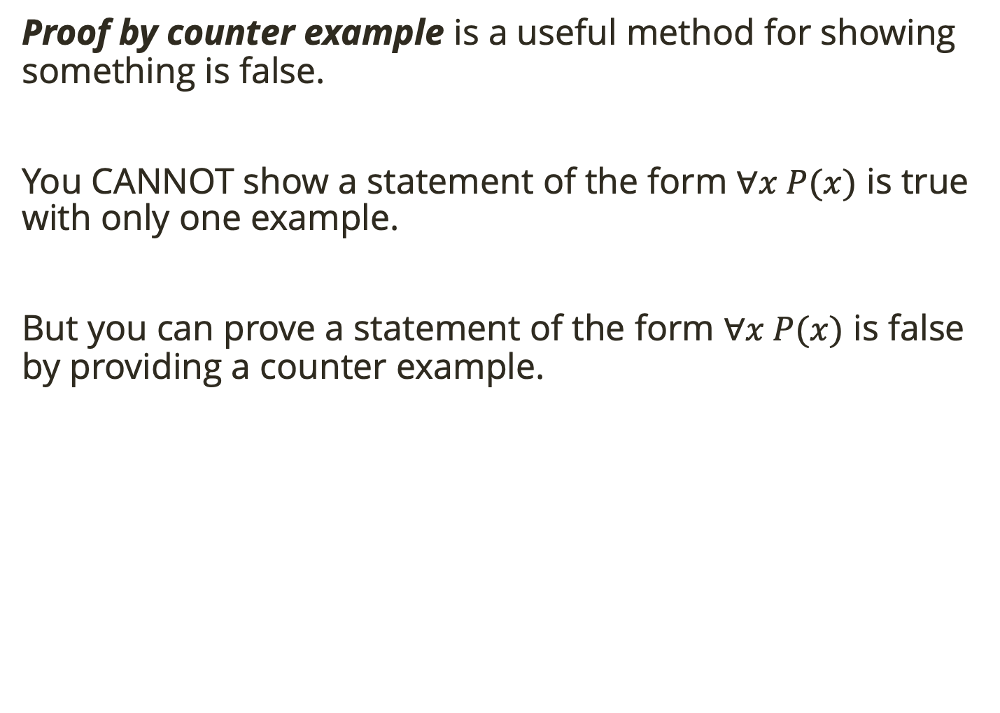 Proof by counter example is a useful method for showing
something is false.
You CANNOT show a statement of the form ∀𝑥 𝑃(𝑥) is true
with only one example.
But you can prove a statement of the form ∀𝑥 𝑃(𝑥) is false
by providing a counter example.